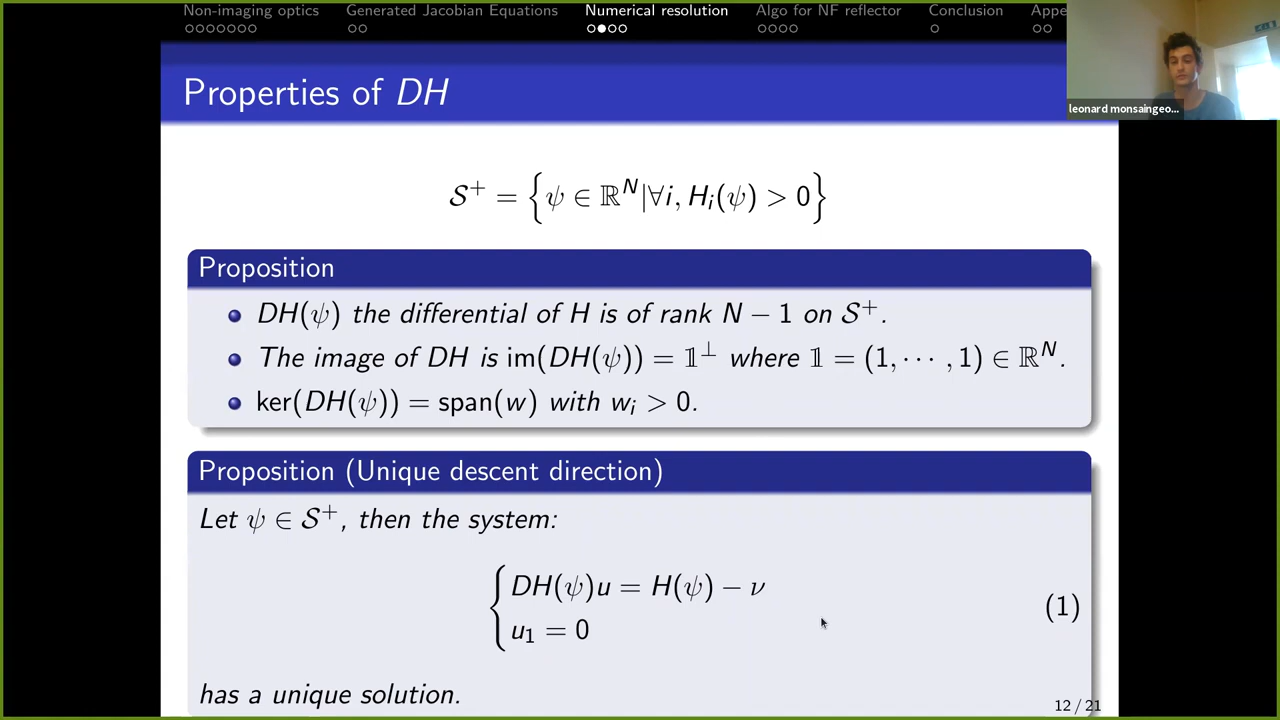 Non-imaging optics Generated Jacobian Equations Numerical resolution Algo for NF reflector Conclusion Appe
Properties of DH
leonard monsaingeo...
𝒮⁺ = {ψ ∈ ℝᴺ|∀i, Hᵢ(ψ) > 0}
Proposition
DH(ψ) the differential of H is of rank N − 1 on 𝒮⁺.
The image of DH is im(DH(ψ)) = 𝟙⊥ where 𝟙 = (1, ⋯ , 1) ∈ ℝᴺ.
ker(DH(ψ)) = span(w) with wᵢ > 0.
Proposition (Unique descent direction)
Let ψ ∈ 𝒮⁺, then the system:
DH(ψ)u = H(ψ) − ν
u₁ = 0
(1)
has a unique solution.
12 / 21